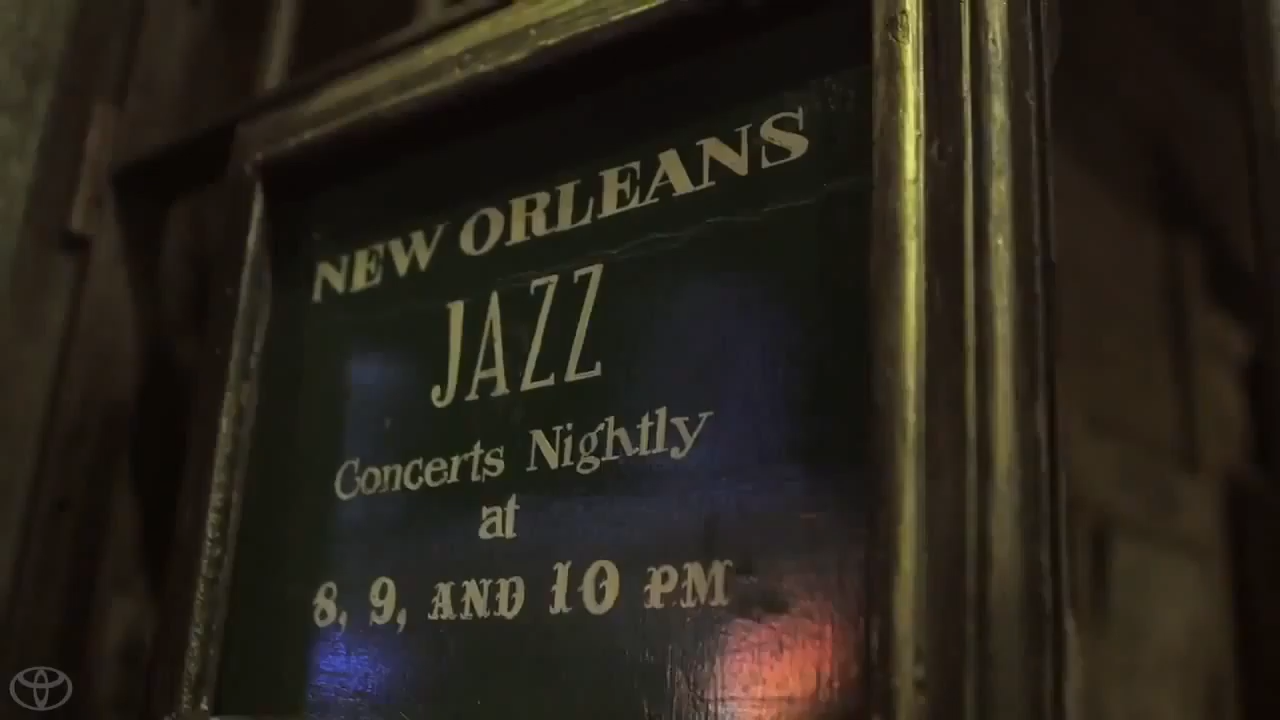 NEW ORLEANS
JAZZ
Concerts Nightly
at
8, 9, AND 10 PM